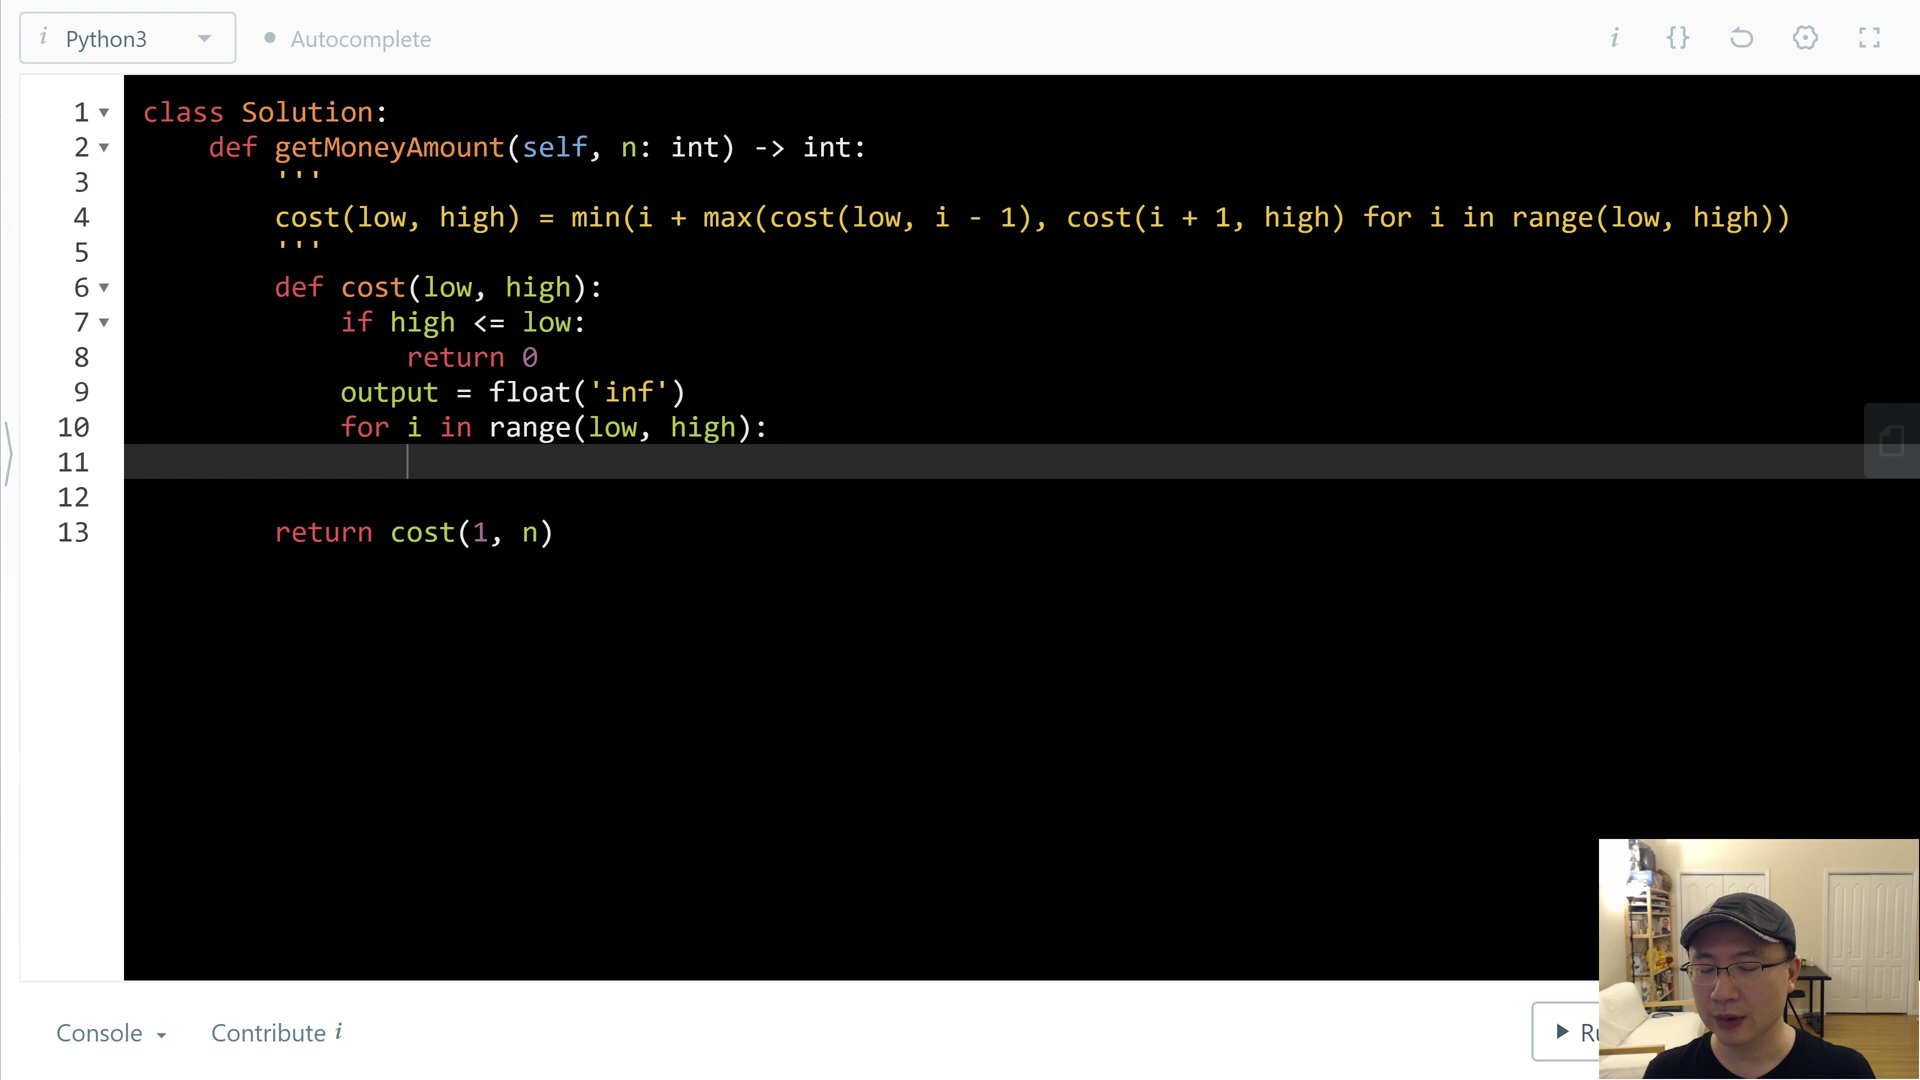 i Python3
Autocomplete
i {}
1 class Solution:
2 def getMoneyAmount(self, n: int) -> int:
3 '''
4 cost(low, high) = min(i + max(cost(low, i - 1), cost(i + 1, high) for i in range(low, high))
5 '''
6 def cost(low, high):
7 if high <= low:
8 return 0
9 output = float('inf')
10 for i in range(low, high):
11
12
13 return cost(1, n)
Console Contribute i